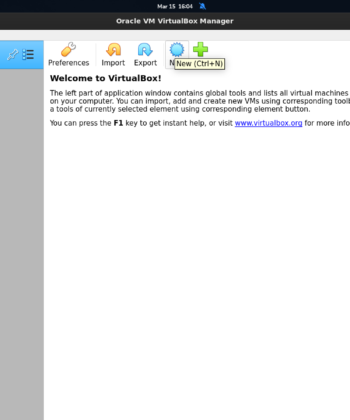 Mar 15 16:04
Oracle VM VirtualBox Manager
Preferences Import Export
New (Ctrl+N)
Welcome to VirtualBox!
The left part of application window contains global tools and lists all virtual machines
on your computer. You can import, add and create new VMs using corresponding
a tools of currently selected element using corresponding element button.
You can press the F1 key to get instant help, or visit www.virtualbox.org for more